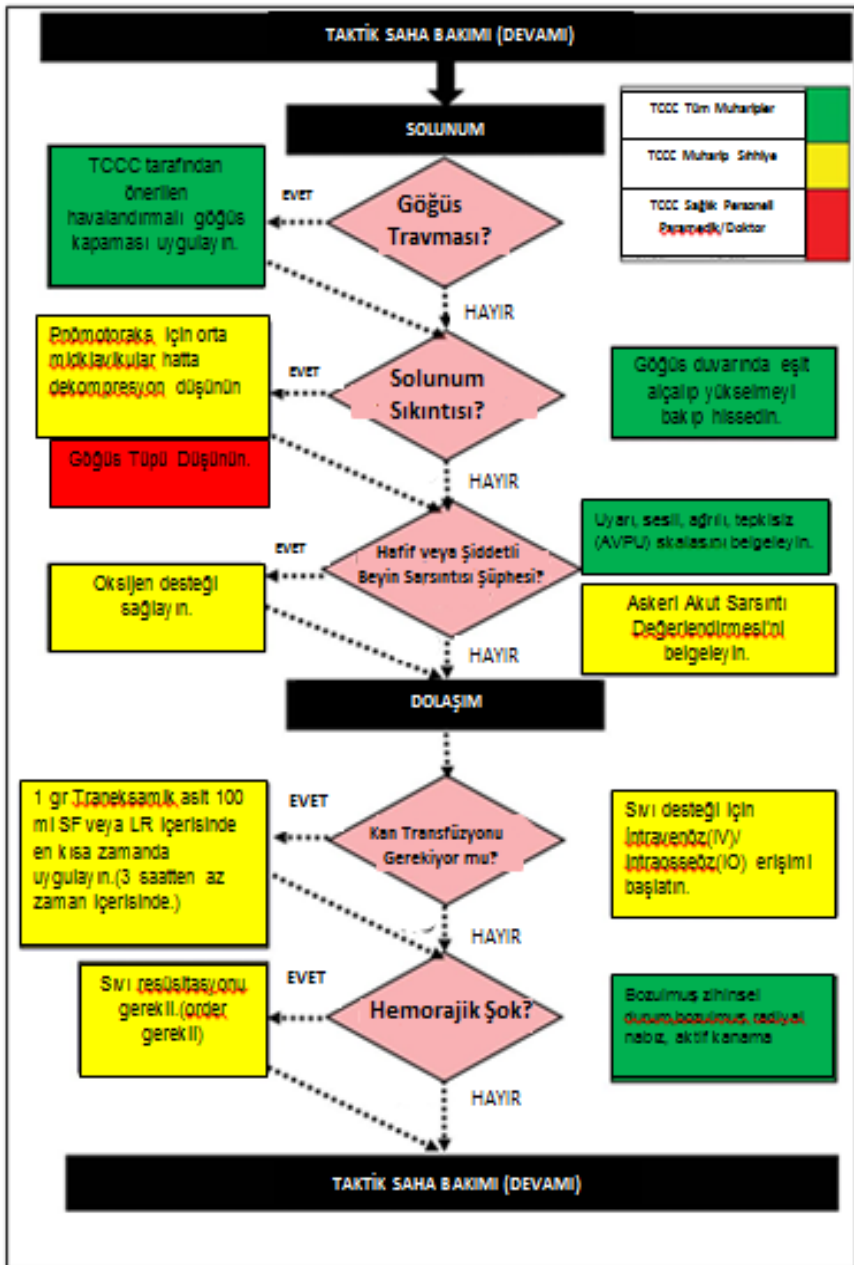 TAKTİK SAHA BAKIMI (DEVAMI)
SOLUNUM
TCCC Tüm Muharipler
TCCC Muharip Sıhhiye
TCCC Sağlık Personeli
Paramedik/Doktor
TCCC tarafından
önerilen
havalandırmalı göğüs
kapaması uygulayın.
EVET
Göğüs
Travması?
HAYIR
Pnömotoraks için orta
midklavikular hatta
dekompresyon düşünün
Göğüs Tüpü Düşünün.
EVET
Solunum
Sıkıntısı?
Göğüs duvarında eşit
alçalıp yükselmeyi
bakıp hissedin.
HAYIR
Oksijen desteği
sağlayın.
EVET
Hafif veya Şiddetli
Beyin Sarsıntısı Şüphesi?
Uyarı, sesli, ağrılı, tepkisiz
(AVPU) skalasını belgeleyin.
Askeri Akut Sarsıntı
Değerlendirmesi'ni
belgeleyin.
HAYIR
DOLAŞIM
1 gr Traneksamik asit 100
ml SF veya LR içerisinde
en kısa zamanda
uygulayın.(3 saatten az
zaman içerisinde.)
EVET
Kan Transfüzyonu
Gerekiyor mu?
Sıvı desteği için
İntravenöz(IV)/
İntraosseöz(IO) erişimi
başlatın.
HAYIR
Sıvı resüsitasyonu
gerekli.(order
gerekli)
EVET
Hemorajik Şok?
Bozulmuş zihinsel
durum,bozulmuş radiyal
nabız, aktif kanama
HAYIR
TAKTİK SAHA BAKIMI (DEVAMI)